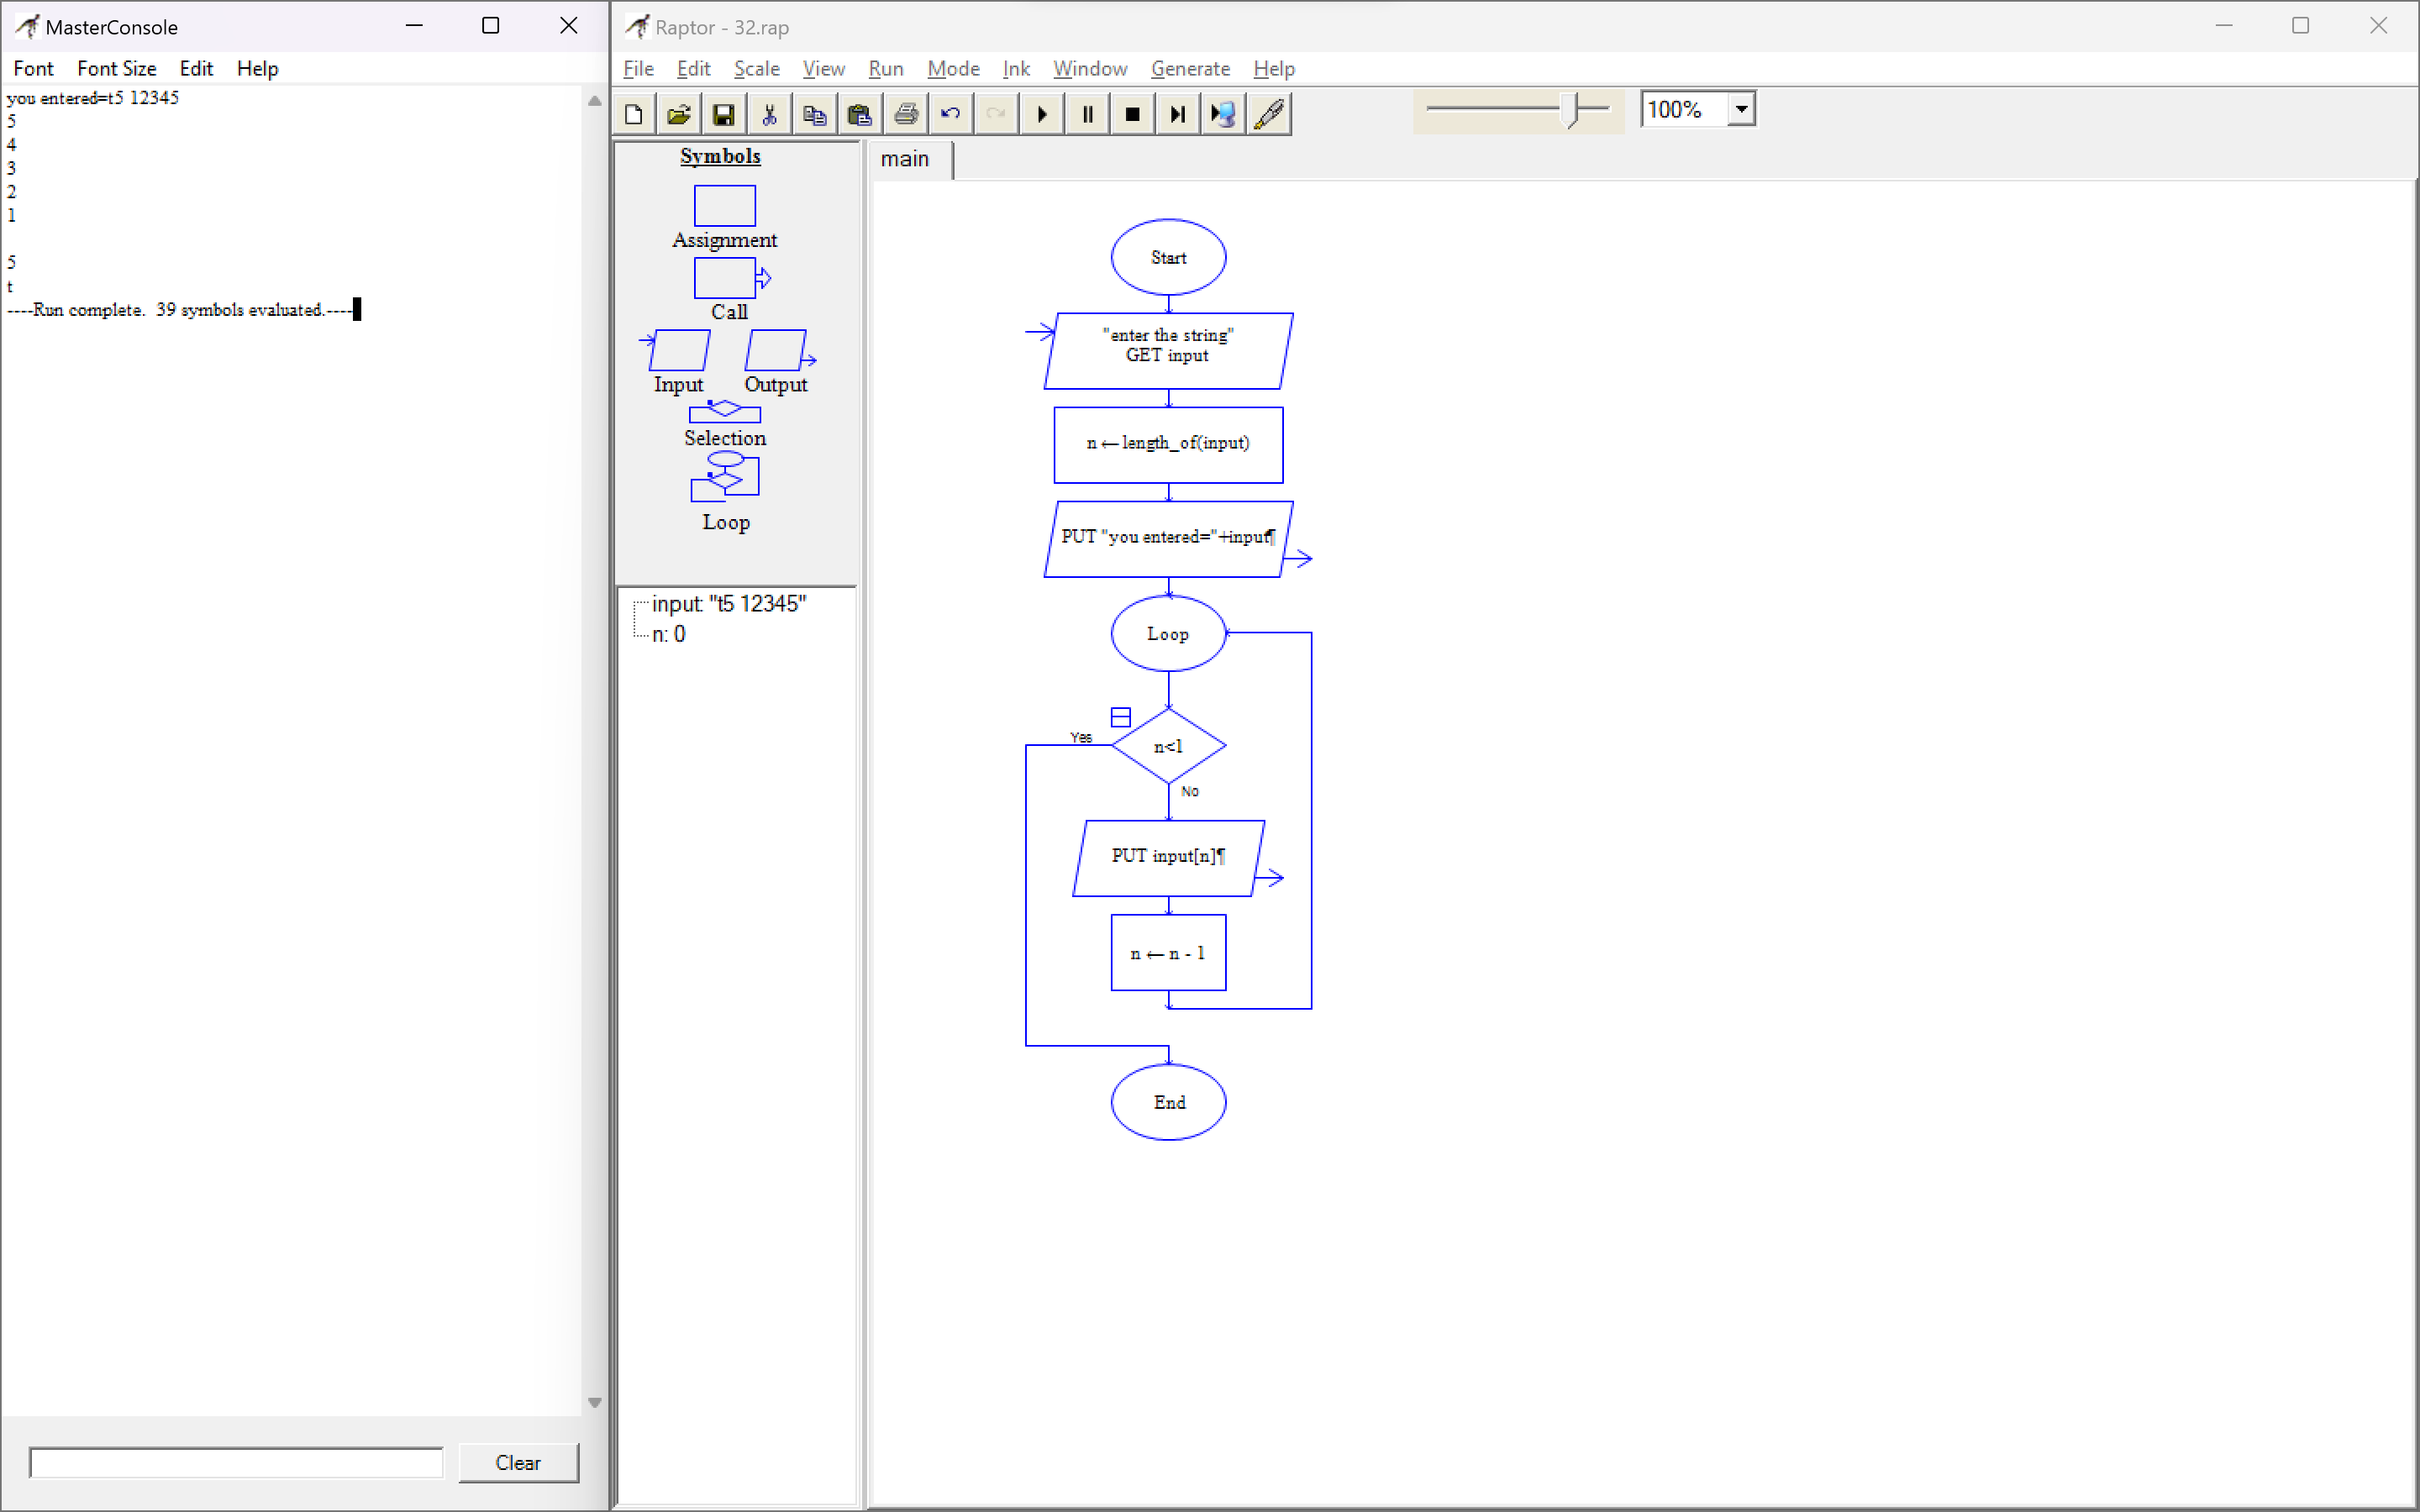 MasterConsole
Font Font Size Edit Help
you entered=t5 12345
5
4
3
2
1
5
t
----Run complete.  39 symbols evaluated.----
Clear
Raptor - 32.rap
File Edit Scale View Run Mode Ink Window Generate Help
100%
Symbols
Assignment
Call
Input Output
Selection
Loop
input: "t5 12345"
n: 0
main
Start
"enter the string"
GET input
n ← length_of(input)
PUT "you entered="+input¶
Loop
Yes
n<1
No
PUT input[n]¶
n ← n - 1
End